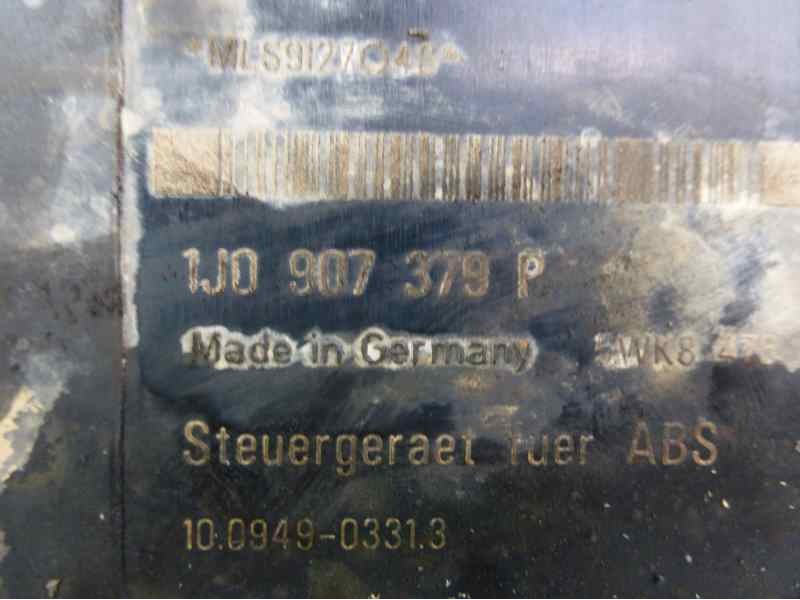 1J0 907 379 P
Made in Germany
Steuergeraet fuer ABS
10.0949-0331.3